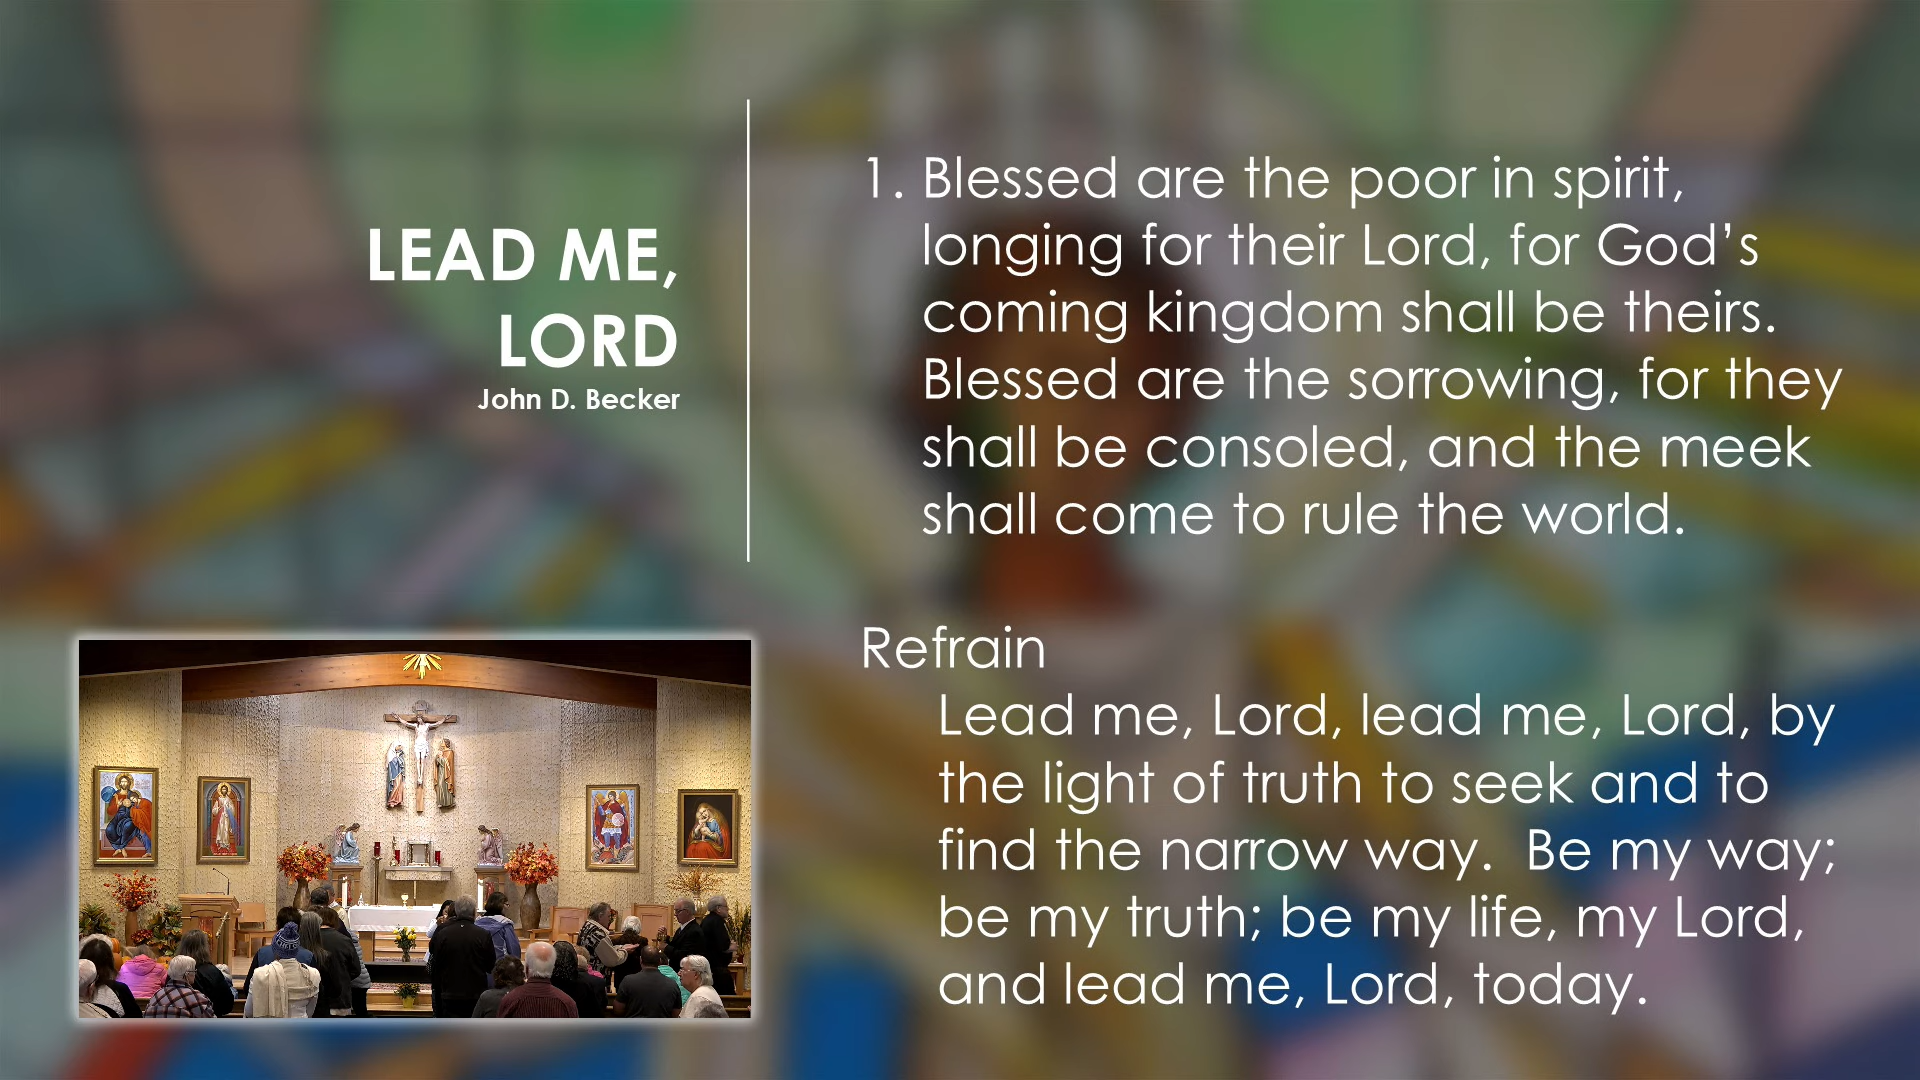 LEAD ME,
LORD
John D. Becker
1. Blessed are the poor in spirit,
longing for their Lord, for God’s
coming kingdom shall be theirs.
Blessed are the sorrowing, for they
shall be consoled, and the meek
shall come to rule the world.
Refrain
Lead me, Lord, lead me, Lord, by
the light of truth to seek and to
find the narrow way.  Be my way;
be my truth; be my life, my Lord,
and lead me, Lord, today.